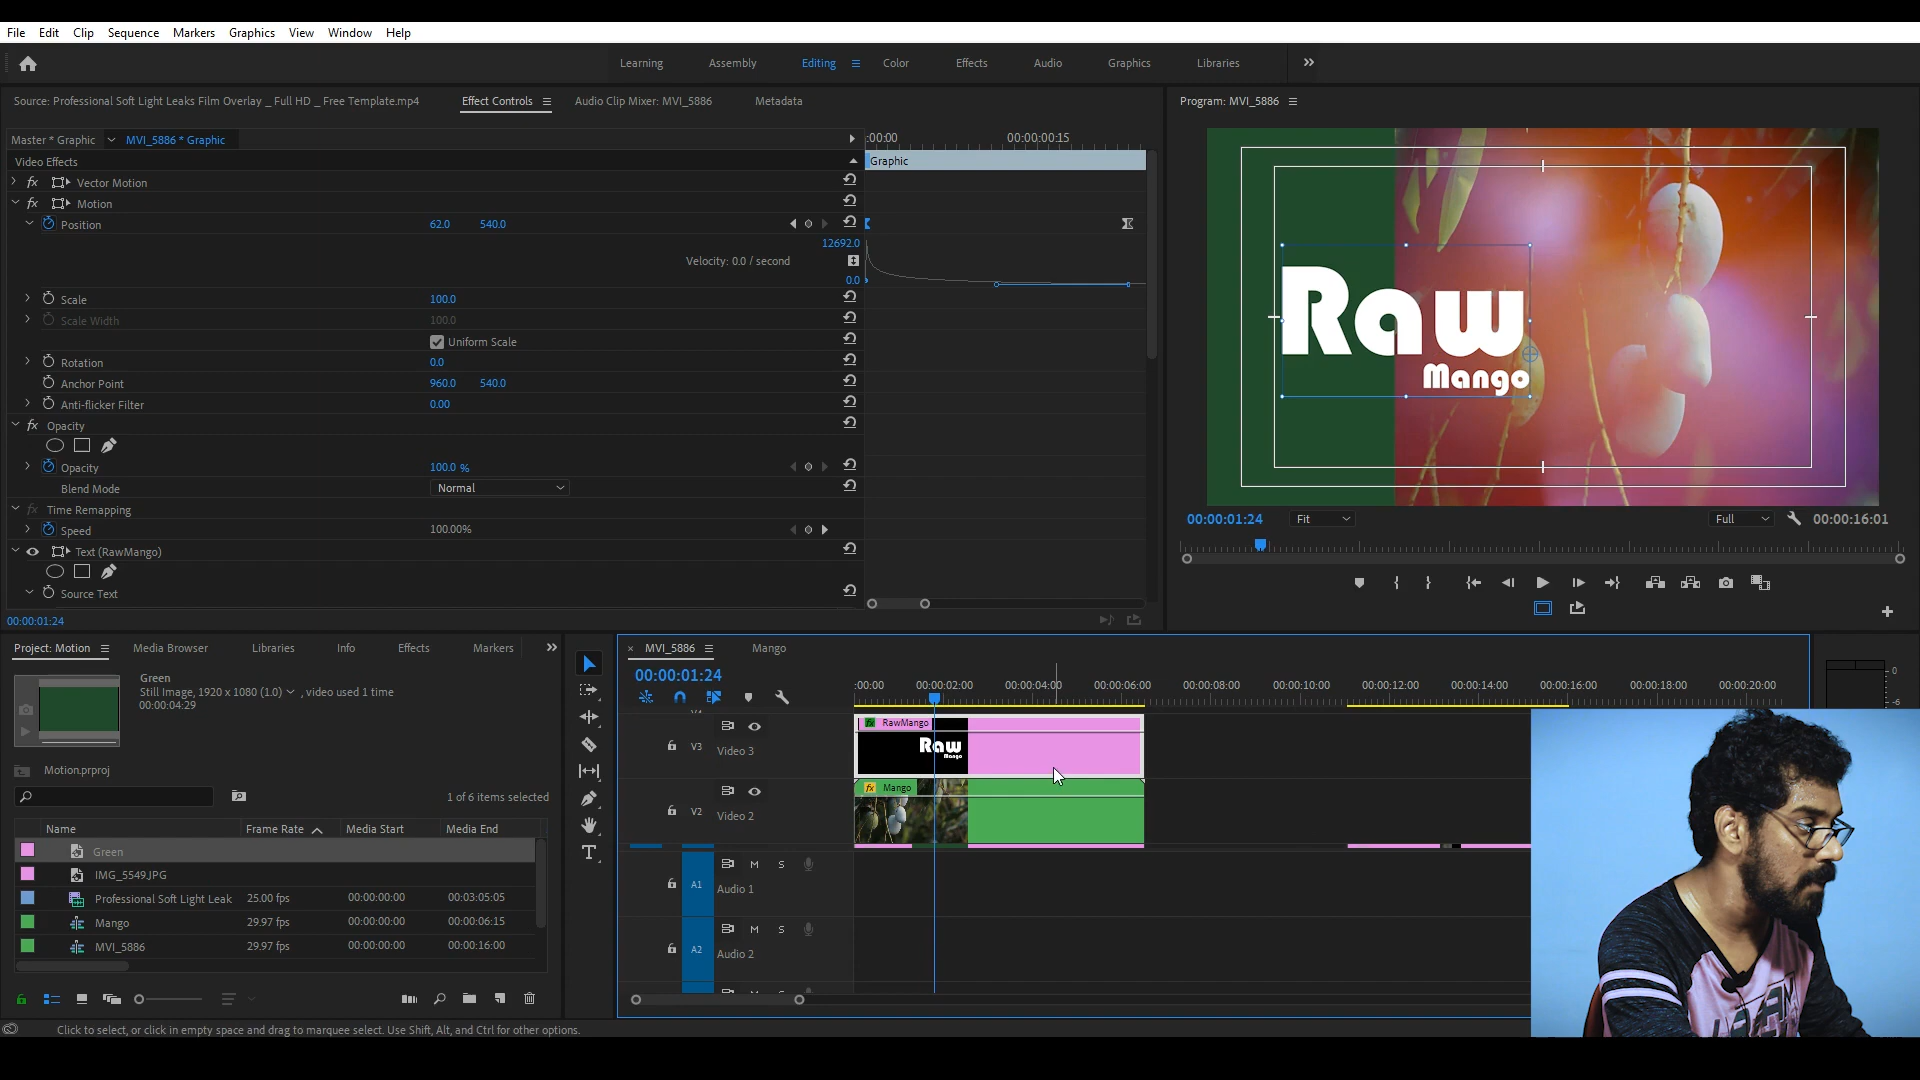 File Edit Clip Sequence Markers Graphics View Window Help
Learning Assembly Editing Color Effects Audio Graphics Libraries
Source: Professional Soft Light Leaks Film Overlay _ Full HD _ Free Template.mp4 Effect Controls Audio Clip Mixer: MVI_5886 Metadata
Program: MVI_5886
Master * Graphic MVI_5886 * Graphic
:00:00 00:00:00:15
Video Effects
Graphic
fx Vector Motion
fx Motion
Position 62.0 540.0
12692.0
Velocity: 0.0 / second
0.0
Scale 100.0
Scale Width 100.0
Uniform Scale
Rotation 0.0
Anchor Point 960.0 540.0
Anti-flicker Filter 0.00
fx Opacity
Opacity 100.0 %
Blend Mode Normal
fx Time Remapping
Speed 100.00%
Text (RawMango)
Source Text
00:00:01:24
Raw
Mango
00:00:01:24 Fit Full 00:00:16:01
Project: Motion Media Browser Libraries Info Effects Markers
Green
Still Image, 1920 x 1080 (1.0) , video used 1 time
00:00:04:29
Motion.prproj
1 of 6 items selected
Name Frame Rate Media Start Media End
Green
IMG_5549.JPG
Professional Soft Light Leak 25.00 fps 00:00:00:00 00:03:05:05
Mango 29.97 fps 00:00:00:00 00:00:06:15
MVI_5886 29.97 fps 00:00:00:00 00:00:16:00
MVI_5886 Mango
00:00:01:24
:00:00 00:00:02:00 00:00:04:00 00:00:06:00 00:00:08:00 00:00:10:00 00:00:12:00 00:00:14:00 00:00:16:00 00:00:18:00 00:00:20:00
0
-6
fx RawMango
V3 Video 3
Raw
Mango
fx Mango
V2 Video 2
M S
A1 Audio 1
M S
A2 Audio 2
Click to select, or click in empty space and drag to marquee select. Use Shift, Alt, and Ctrl for other options.